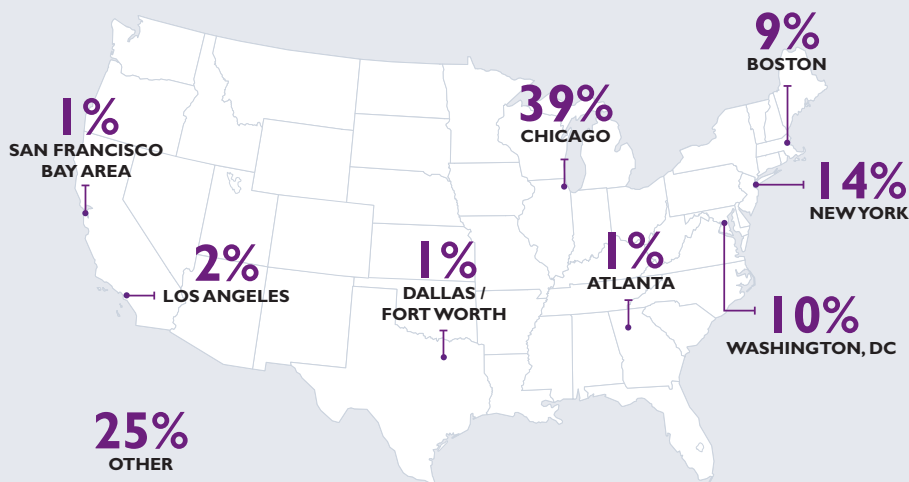 9%
BOSTON
39%
CHICAGO
1%
SAN FRANCISCO
BAY AREA
14%
NEW YORK
2%
LOS ANGELES
1%
DALLAS /
FORT WORTH
1%
ATLANTA
10%
WASHINGTON, DC
25%
OTHER